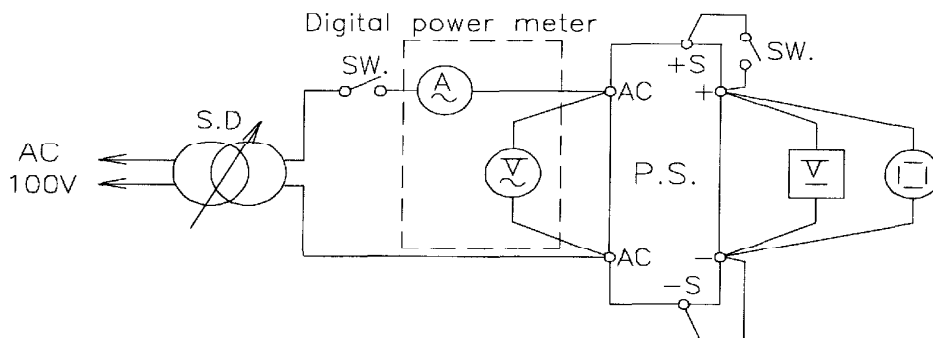 Digital power meter
SW.
A
S.D
AC
100V
V
AC
AC
P.S.
+S
+
-
-S
SW.
V